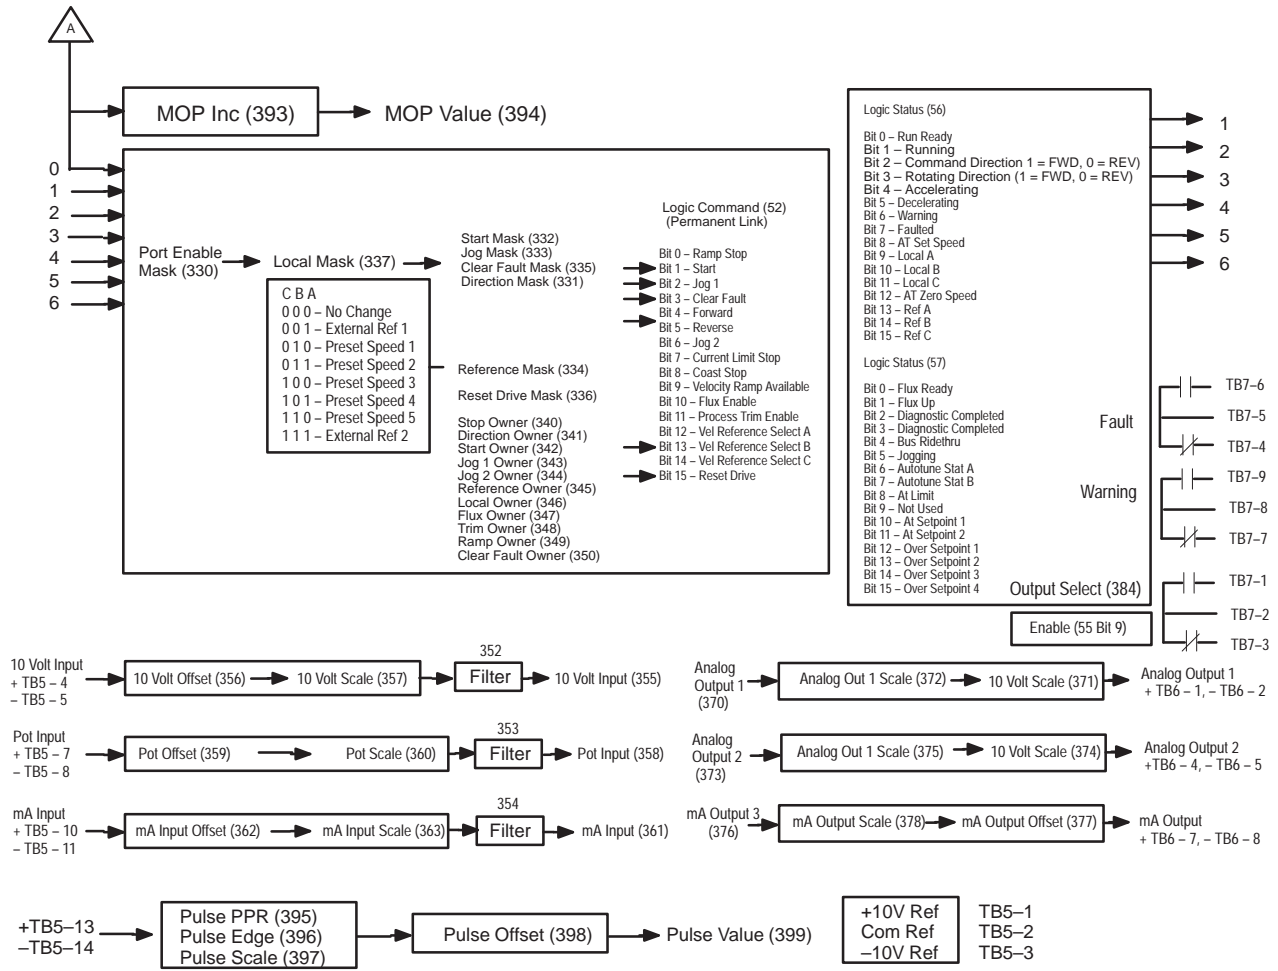 A
MOP Inc (393)
MOP Value (394)
0
1
2
3
4
5
6
Port Enable
Mask (330)
Local Mask (337)
C B A
0 0 0 – No Change
0 0 1 – External Ref 1
0 1 0 – Preset Speed 1
0 1 1 – Preset Speed 2
1 0 0 – Preset Speed 3
1 0 1 – Preset Speed 4
1 1 0 – Preset Speed 5
1 1 1 – External Ref 2
Start Mask (332)
Jog Mask (333)
Clear Fault Mask (335)
Direction Mask (331)
Reference Mask (334)
Reset Drive Mask (336)
Stop Owner (340)
Direction Owner (341)
Start Owner (342)
Jog 1 Owner (343)
Jog 2 Owner (344)
Reference Owner (345)
Local Owner (346)
Flux Owner (347)
Trim Owner (348)
Ramp Owner (349)
Clear Fault Owner (350)
Logic Command (52)
(Permanent Link)
Bit 0 – Ramp Stop
Bit 1 – Start
Bit 2 – Jog 1
Bit 3 – Clear Fault
Bit 4 – Forward
Bit 5 – Reverse
Bit 6 – Jog 2
Bit 7 – Current Limit Stop
Bit 8 – Coast Stop
Bit 9 – Velocity Ramp Available
Bit 10 – Flux Enable
Bit 11 – Process Trim Enable
Bit 12 – Vel Reference Select A
Bit 13 – Vel Reference Select B
Bit 14 – Vel Reference Select C
Bit 15 – Reset Drive
Logic Status (56)
Bit 0 – Run Ready
Bit 1 – Running
Bit 2 – Command Direction 1 = FWD, 0 = REV)
Bit 3 – Rotating Direction (1 = FWD, 0 = REV)
Bit 4 – Accelerating
Bit 5 – Decelerating
Bit 6 – Warning
Bit 7 – Faulted
Bit 8 – AT Set Speed
Bit 9 – Local A
Bit 10 – Local B
Bit 11 – Local C
Bit 12 – AT Zero Speed
Bit 13 – Ref A
Bit 14 – Ref B
Bit 15 – Ref C
Logic Status (57)
Bit 0 – Flux Ready
Bit 1 – Flux Up
Bit 2 – Diagnostic Completed
Bit 3 – Diagnostic Completed
Bit 4 – Bus Ridethru
Bit 5 – Jogging
Bit 6 – Autotune Stat A
Bit 7 – Autotune Stat B
Bit 8 – At Limit
Bit 9 – Not Used
Bit 10 – At Setpoint 1
Bit 11 – At Setpoint 2
Bit 12 – Over Setpoint 1
Bit 13 – Over Setpoint 2
Bit 14 – Over Setpoint 3
Bit 15 – Over Setpoint 4
Fault
Warning
Output Select (384)
Enable (55 Bit 9)
1
2
3
4
5
6
TB7–6
TB7–5
TB7–4
TB7–9
TB7–8
TB7–7
TB7–1
TB7–2
TB7–3
10 Volt Input
+ TB5 – 4
– TB5 – 5
10 Volt Offset (356)
10 Volt Scale (357)
352
Filter
10 Volt Input (355)
Pot Input
+ TB5 – 7
– TB5 – 8
Pot Offset (359)
Pot Scale (360)
353
Filter
Pot Input (358)
mA Input
+ TB5 – 10
– TB5 – 11
mA Input Offset (362)
mA Input Scale (363)
354
Filter
mA Input (361)
Analog
Output 1
(370)
Analog Out 1 Scale (372)
10 Volt Scale (371)
Analog Output 1
+ TB6 – 1, – TB6 – 2
Analog
Output 2
(373)
Analog Out 1 Scale (375)
10 Volt Scale (374)
Analog Output 2
+TB6 – 4, – TB6 – 5
mA Output 3
(376)
mA Output Scale (378)
mA Output Offset (377)
mA Output
+ TB6 – 7, – TB6 – 8
+TB5–13
–TB5–14
Pulse PPR (395)
Pulse Edge (396)
Pulse Scale (397)
Pulse Offset (398)
Pulse Value (399)
+10V Ref
Com Ref
–10V Ref
TB5–1
TB5–2
TB5–3